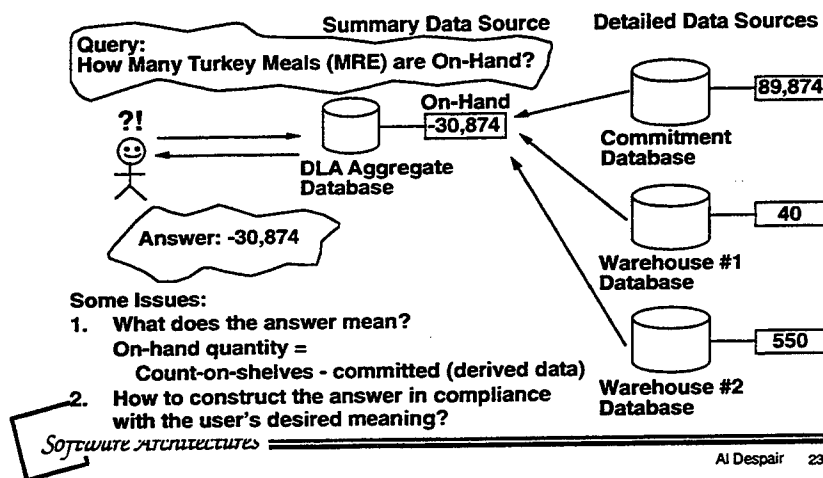 Summary Data Source
Detailed Data Sources
Query:
How Many Turkey Meals (MRE) are On-Hand?
?!
On-Hand
-30,874
DLA Aggregate
Database
Answer: -30,874
89,874
Commitment
Database
40
Warehouse #1
Database
550
Warehouse #2
Database
Some Issues:
1. What does the answer mean?
On-hand quantity =
Count-on-shelves - committed (derived data)
2. How to construct the answer in compliance
with the user's desired meaning?
Software Architectures
AI Despair 23